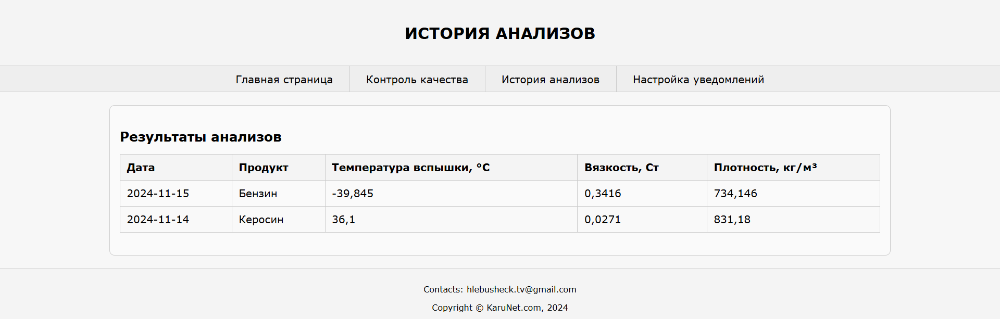 ИСТОРИЯ АНАЛИЗОВ
Главная страница Контроль качества История анализов Настройка уведомлений
Результаты анализов
Дата Продукт Температура вспышки, °C Вязкость, Ст Плотность, кг/м³
2024-11-15 Бензин -39,845 0,3416 734,146
2024-11-14 Керосин 36,1 0,0271 831,18
Contacts: hlebusheck.tv@gmail.com
Copyright © KaruNet.com, 2024